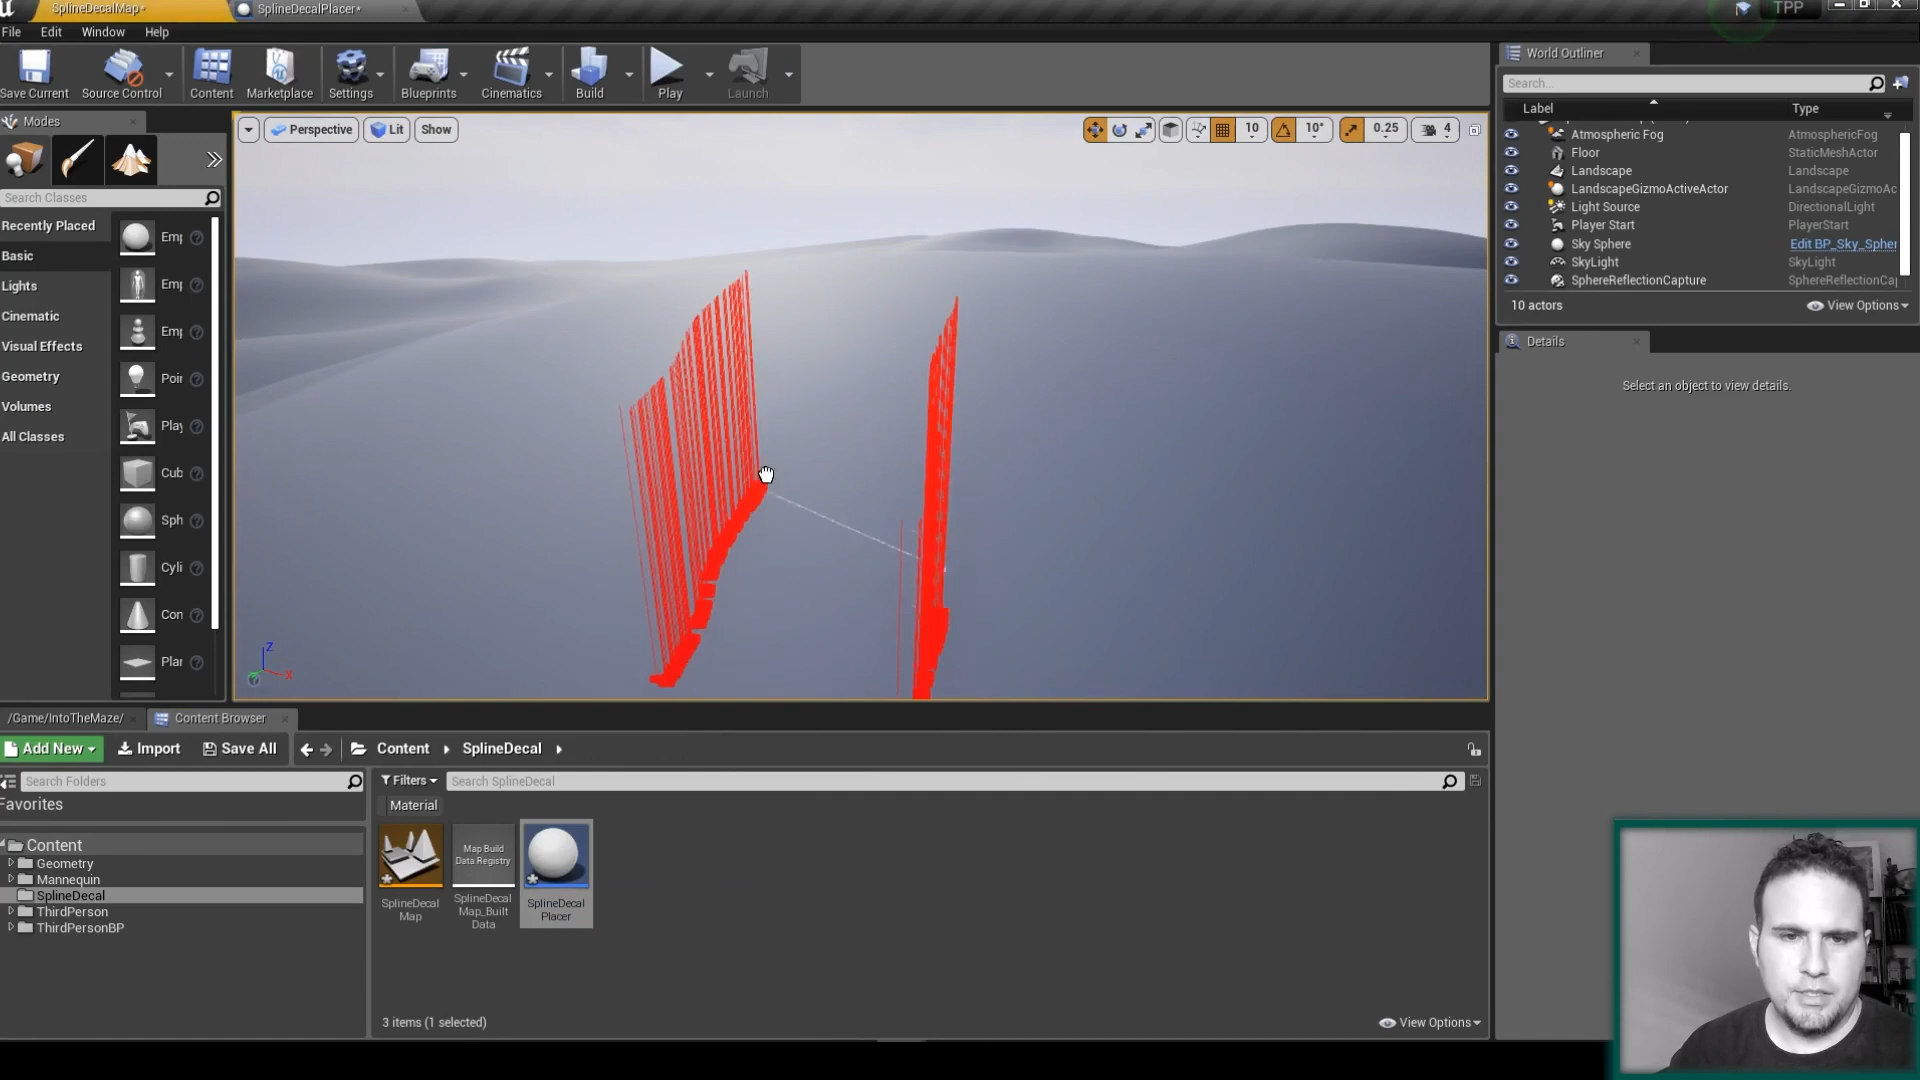 SplineDecalMap*
SplineDecalPlacer*
TPP
File Edit Window Help
Save Current
Source Control
Content
Marketplace
Settings
Blueprints
Cinematics
Build
Play
Launch
World Outliner
Search...
Label
Type
Atmospheric Fog
AtmosphericFog
Floor
StaticMeshActor
Landscape
Landscape
LandscapeGizmoActiveActor
LandscapeGizmoAc
Light Source
DirectionalLight
Player Start
PlayerStart
Sky Sphere
Edit BP_Sky_Spher
SkyLight
SkyLight
SphereReflectionCapture
SphereReflectionCap
10 actors
View Options
Details
Select an object to view details.
Modes
Search Classes
Recently Placed
Basic
Lights
Cinematic
Visual Effects
Geometry
Volumes
All Classes
Emp
Emp
Emp
Poin
Play
Cub
Sph
Cyli
Con
Plan
Perspective
Lit
Show
10
10°
0.25
4
Z
X
/Game/IntoTheMaze/
Content Browser
Add New
Import
Save All
Content
SplineDecal
Search Folders
Favorites
Content
Geometry
Mannequin
SplineDecal
ThirdPerson
ThirdPersonBP
Filters
Search SplineDecal
Material
Map Build
Data Registry
SplineDecal
Map
SplineDecal
Map_Built
Data
SplineDecal
Placer
3 items (1 selected)
View Options